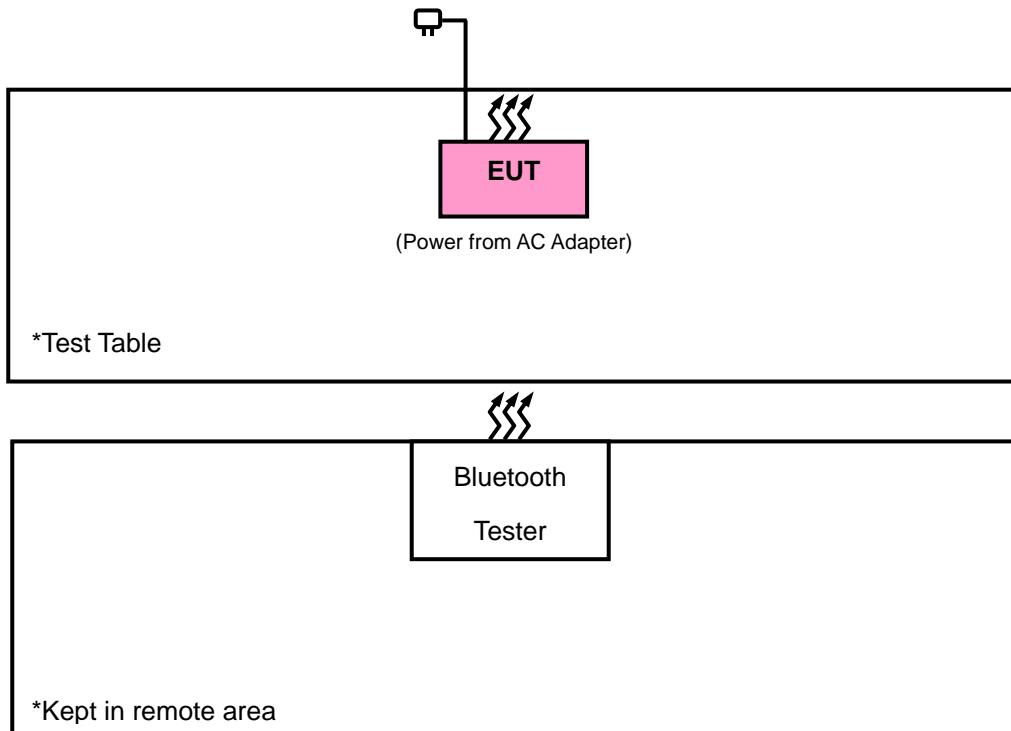 EUT
(Power from AC Adapter)
*Test Table
Bluetooth
Tester
*Kept in remote area